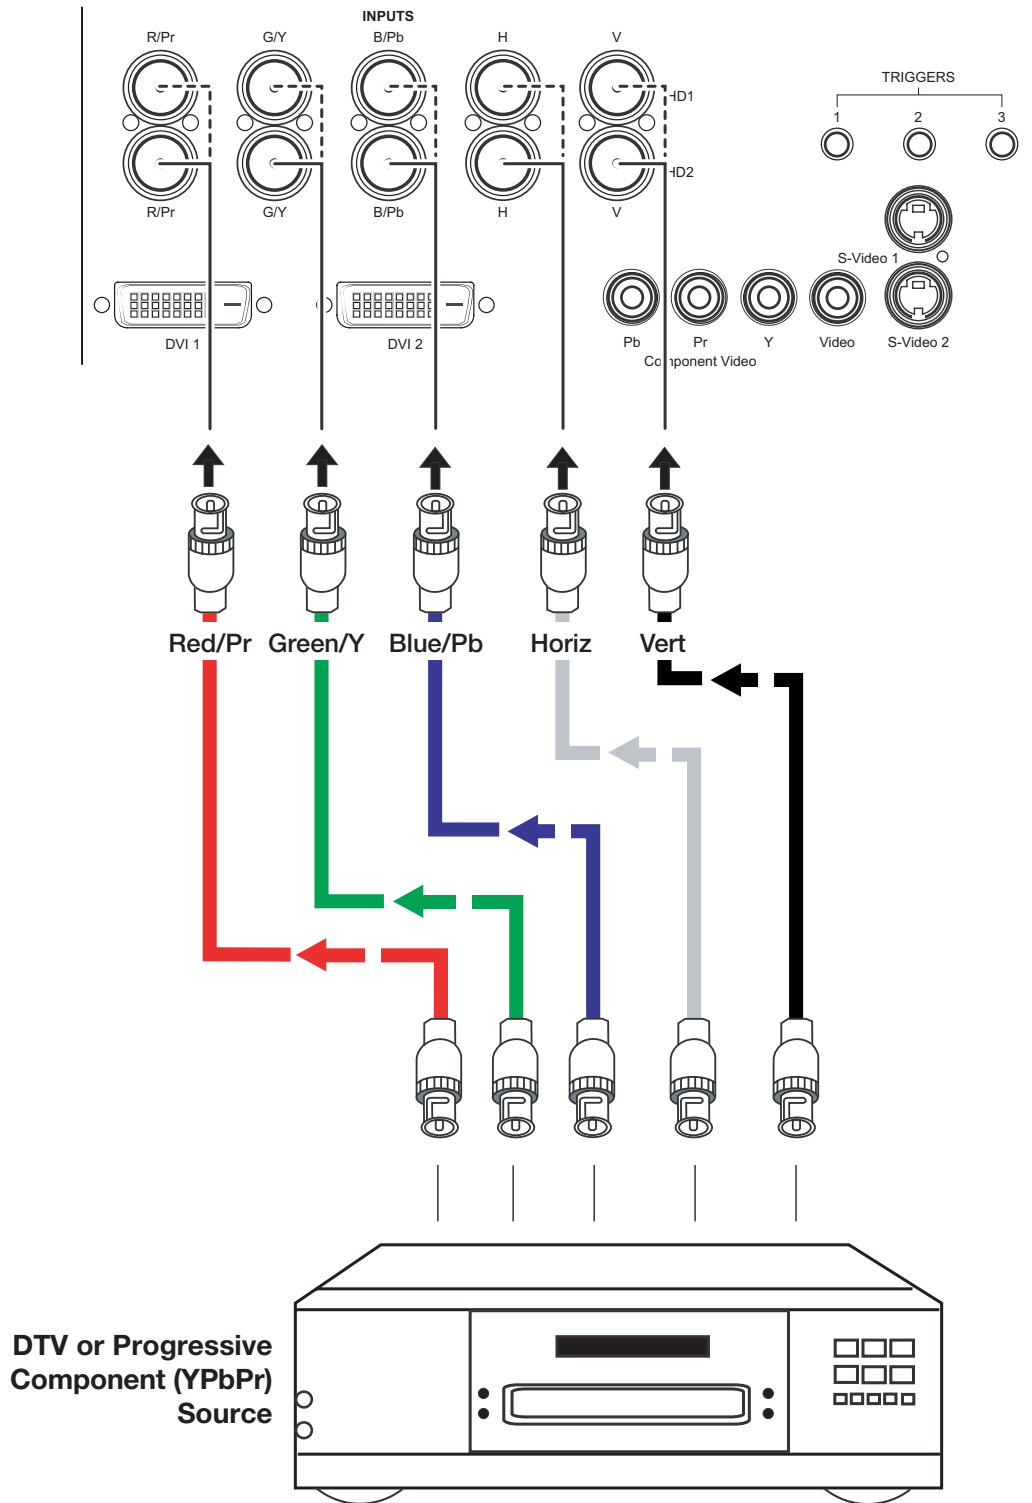 INPUTS
R/Pr G/Y B/Pb H V
HD1
TRIGGERS
1 2 3
HD2
R/Pr G/Y B/Pb H V
S-Video 1
DVI 1 DVI 2
Pb Pr Y Video S-Video 2
Component Video
Red/Pr Green/Y Blue/Pb Horiz Vert
DTV or Progressive
Component (YPbPr)
Source